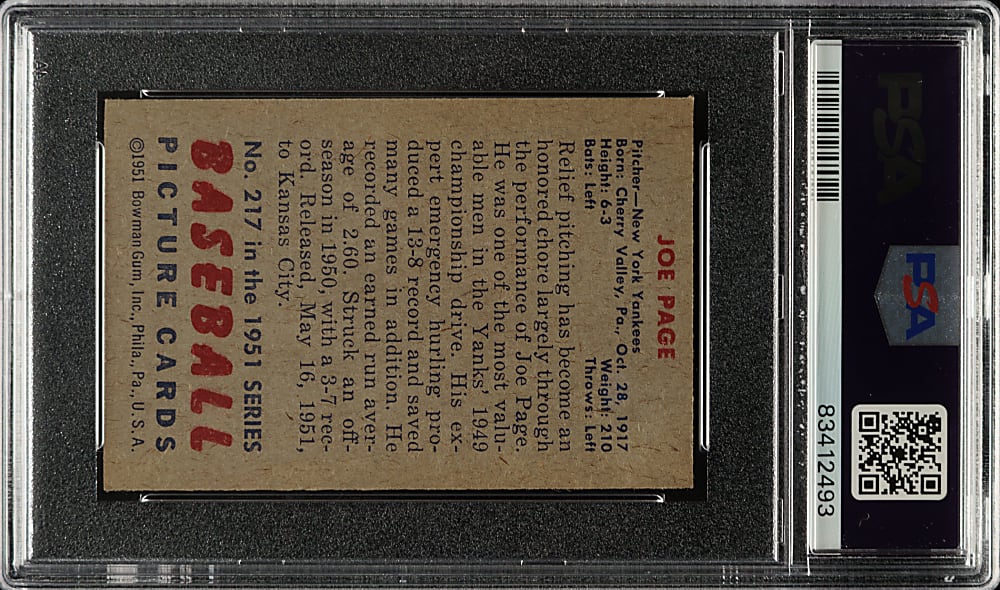 PSA
PSA
83412493
JOE PAGE
Pitcher—New York Yankees
Born: Cherry Valley, Pa., Oct. 28, 1917
Height: 6-3 Weight: 210
Bats: Left Throws: Left
Relief pitching has become an
honored chore largely through
the performance of Joe Page.
He was one of the most valu-
able men in the Yanks' 1949
championship drive. His ex-
pert emergency hurling pro-
duced a 13-8 record and saved
many games in addition. He
recorded an earned run aver-
age of 2.60. Struck an off
season in 1950, with a 3-7 rec-
ord. Released, May 16, 1951,
to Kansas City.
No. 217 in the 1951 SERIES
BASEBALL
PICTURE CARDS
©1951 Bowman Gum, Inc., Phila., Pa., U.S.A.